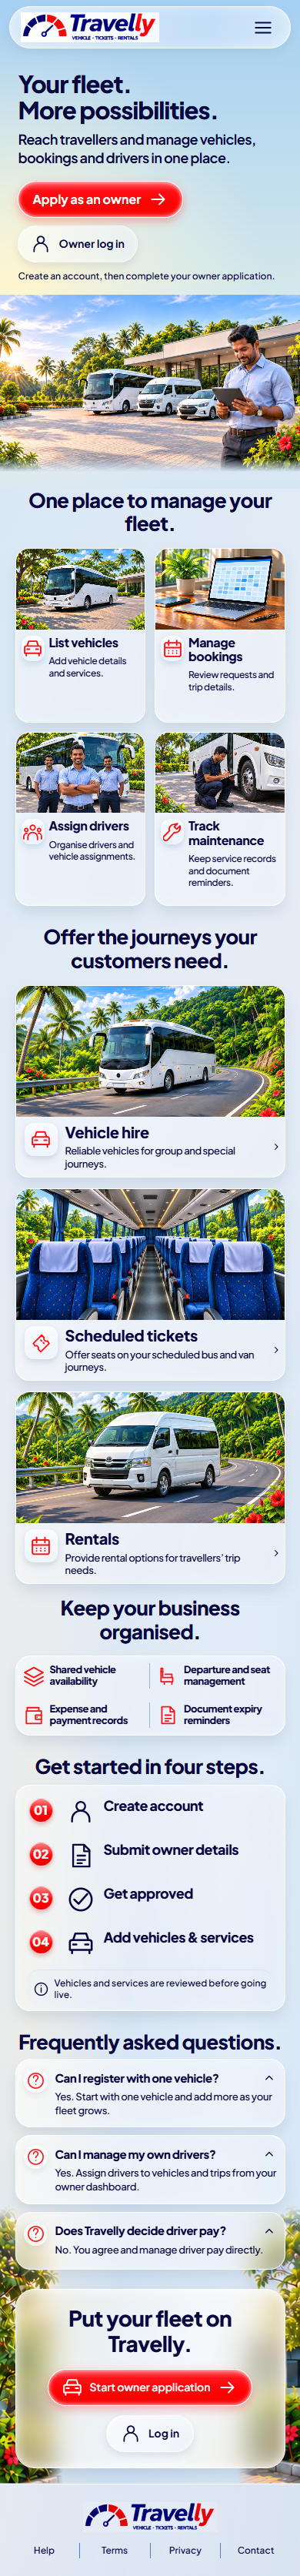 Travelly
VEHICLE • TICKETS • RENTALS
Your fleet.
More possibilities.
Reach travellers and manage vehicles,
bookings and drivers in one place.
Apply as an owner
Owner log in
Create an account, then complete your owner application.
One place to manage your
fleet.
List vehicles
Add vehicle details
and services.
Manage
bookings
Review requests and
trip details.
Assign drivers
Organise drivers and
vehicle assignments.
Track
maintenance
Keep service records
and document
reminders.
Offer the journeys your
customers need.
Vehicle hire
Reliable vehicles for group and special
journeys.
Scheduled tickets
Offer seats on your scheduled bus and van
journeys.
Rentals
Provide rental options for travellers' trip
needs.
Keep your business
organised.
Shared vehicle
availability
Departure and seat
management
Expense and
payment records
Document expiry
reminders
Get started in four steps.
01 Create account
02 Submit owner details
03 Get approved
04 Add vehicles & services
Vehicles and services are reviewed before going
live.
Frequently asked questions.
Can I register with one vehicle?
Yes. Start with one vehicle and add more as your
fleet grows.
Can I manage my own drivers?
Yes. Assign drivers to vehicles and trips from your
owner dashboard.
Does Travelly decide driver pay?
No. You agree and manage driver pay directly.
Put your fleet on
Travelly.
Start owner application
Log in
Travelly
VEHICLE • TICKETS • RENTALS
Help
Terms
Privacy
Contact